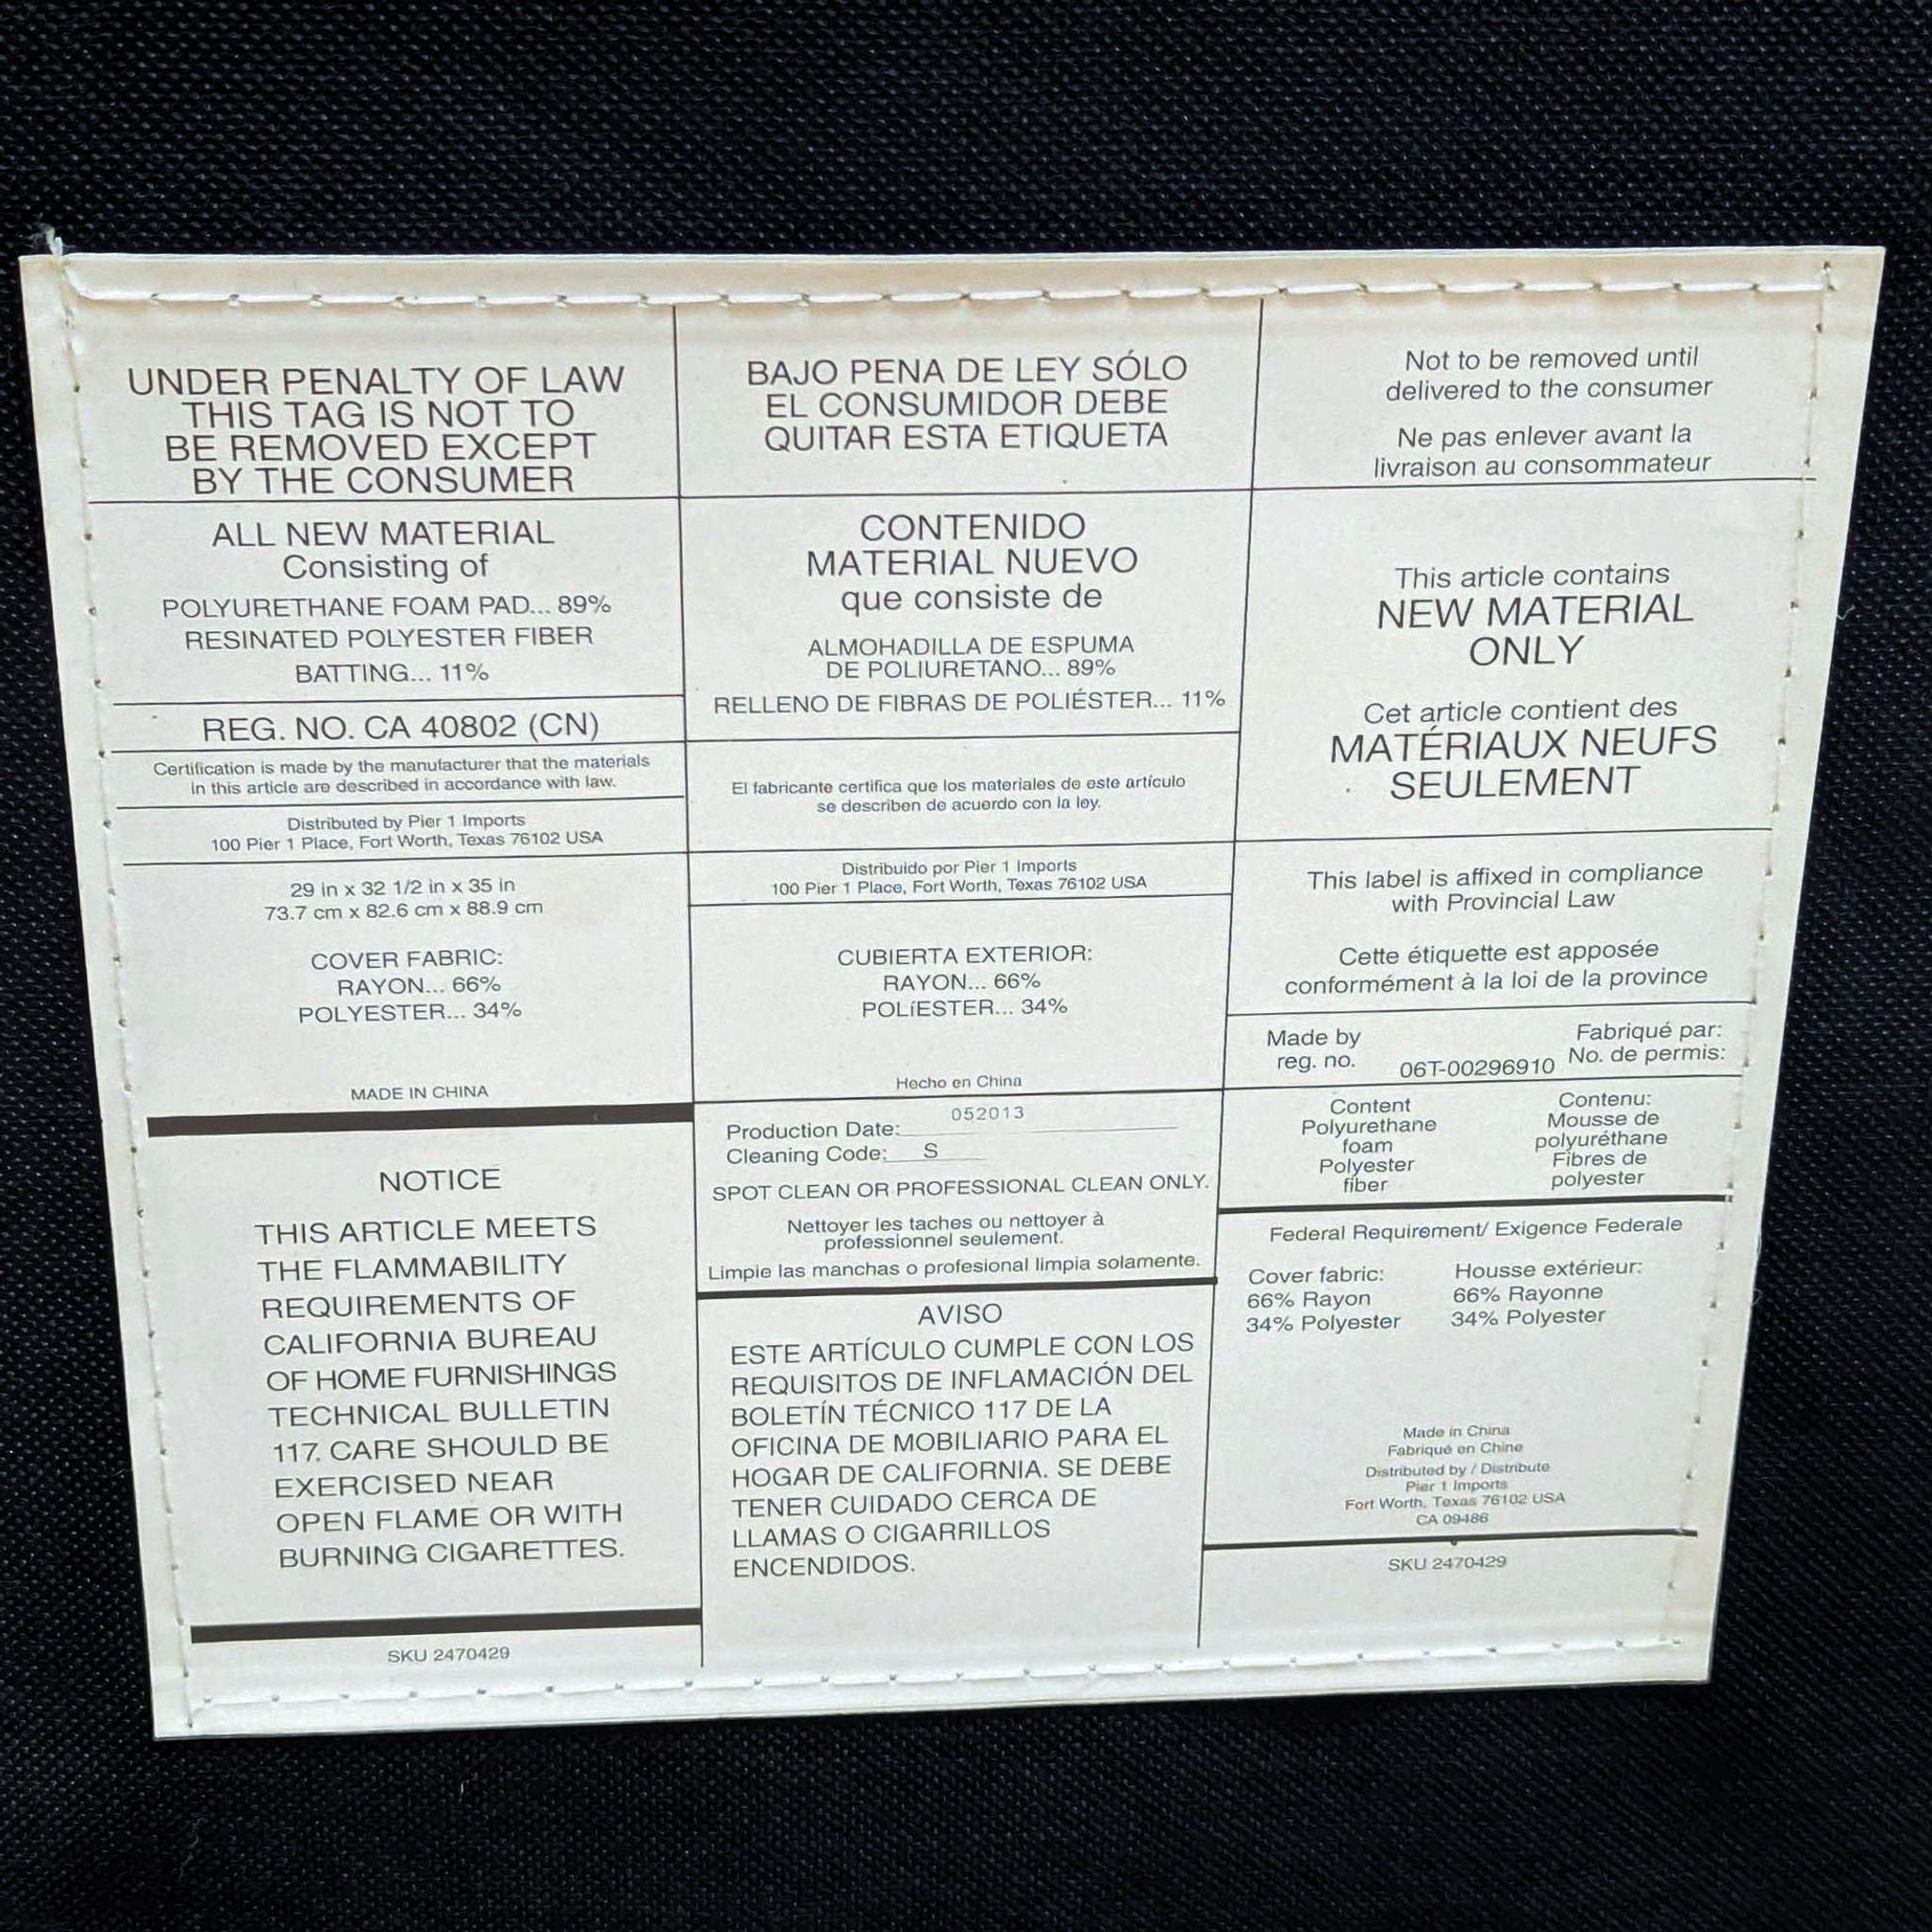 UNDER PENALTY OF LAW
THIS TAG IS NOT TO
BE REMOVED EXCEPT
BY THE CONSUMER
ALL NEW MATERIAL
Consisting of
POLYURETHANE FOAM PAD... 89%
RESINATED POLYESTER FIBER
BATTING... 11%
REG. NO. CA 40802 (CN)
Certification is made by the manufacturer that the materials
in this article are described in accordance with law.
Distributed by Pier 1 Imports
100 Pier 1 Place, Fort Worth, Texas 76102 USA
29 in x 32 1/2 in x 35 in
73.7 cm x 82.6 cm x 88.9 cm
COVER FABRIC:
RAYON... 66%
POLYESTER... 34%
MADE IN CHINA
NOTICE
THIS ARTICLE MEETS
THE FLAMMABILITY
REQUIREMENTS OF
CALIFORNIA BUREAU
OF HOME FURNISHINGS
TECHNICAL BULLETIN
117. CARE SHOULD BE
EXERCISED NEAR
OPEN FLAME OR WITH
BURNING CIGARETTES.
SKU 2470429
BAJO PENA DE LEY SÓLO
EL CONSUMIDOR DEBE
QUITAR ESTA ETIQUETA
CONTENIDO
MATERIAL NUEVO
que consiste de
ALMOHADILLA DE ESPUMA
DE POLIURETANO... 89%
RELLENO DE FIBRAS DE POLIÉSTER... 11%
El fabricante certifica que los materiales de este artículo
se describen de acuerdo con la ley.
Distribuido por Pier 1 Imports
100 Pier 1 Place, Fort Worth, Texas 76102 USA
CUBIERTA EXTERIOR:
RAYON... 66%
POLíESTER... 34%
Hecho en China
Production Date: 052013
Cleaning Code: S
SPOT CLEAN OR PROFESSIONAL CLEAN ONLY.
Nettoyer les taches ou nettoyer à
professionnel seulement.
Limpie las manchas o profesional limpia solamente.
AVISO
ESTE ARTÍCULO CUMPLE CON LOS
REQUISITOS DE INFLAMACIÓN DEL
BOLETÍN TÉCNICO 117 DE LA
OFICINA DE MOBILIARIO PARA EL
HOGAR DE CALIFORNIA. SE DEBE
TENER CUIDADO CERCA DE
LLAMAS O CIGARRILLOS
ENCENDIDOS.
Not to be removed until
delivered to the consumer
Ne pas enlever avant la
livraison au consommateur
This article contains
NEW MATERIAL
ONLY
Cet article contient des
MATÉRIAUX NEUFS
SEULEMENT
This label is affixed in compliance
with Provincial Law
Cette étiquette est apposée
conformément à la loi de la province
Made by Fabriqué par:
reg. no. 06T-00296910 No. de permis:
Content Contenu:
Polyurethane Mousse de
foam polyuréthane
Polyester Fibres de
fiber polyester
Federal Requirement/ Exigence Federale
Cover fabric: Housse extérieur:
66% Rayon 66% Rayonne
34% Polyester 34% Polyester
Made in China
Fabriqué en Chine
Distributed by / Distribute
Pier 1 Imports
Fort Worth, Texas 76102 USA
CA 09486
SKU 2470429